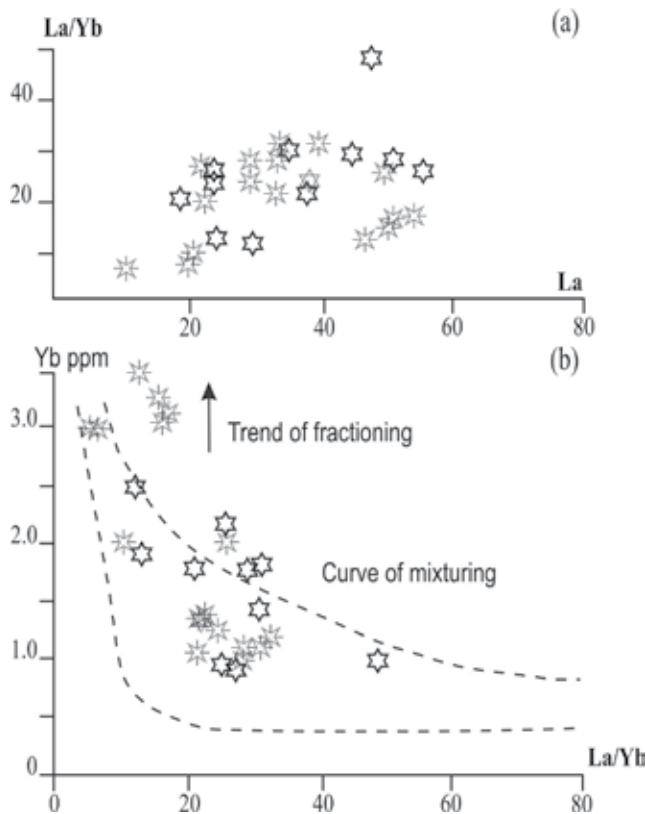 La/Yb
(a)
40
20
La
20 40 60 80
Yb ppm
(b)
3.0
Trend of fractioning
2.0
Curve of mixturing
1.0
0
La/Yb
0 20 40 60 80